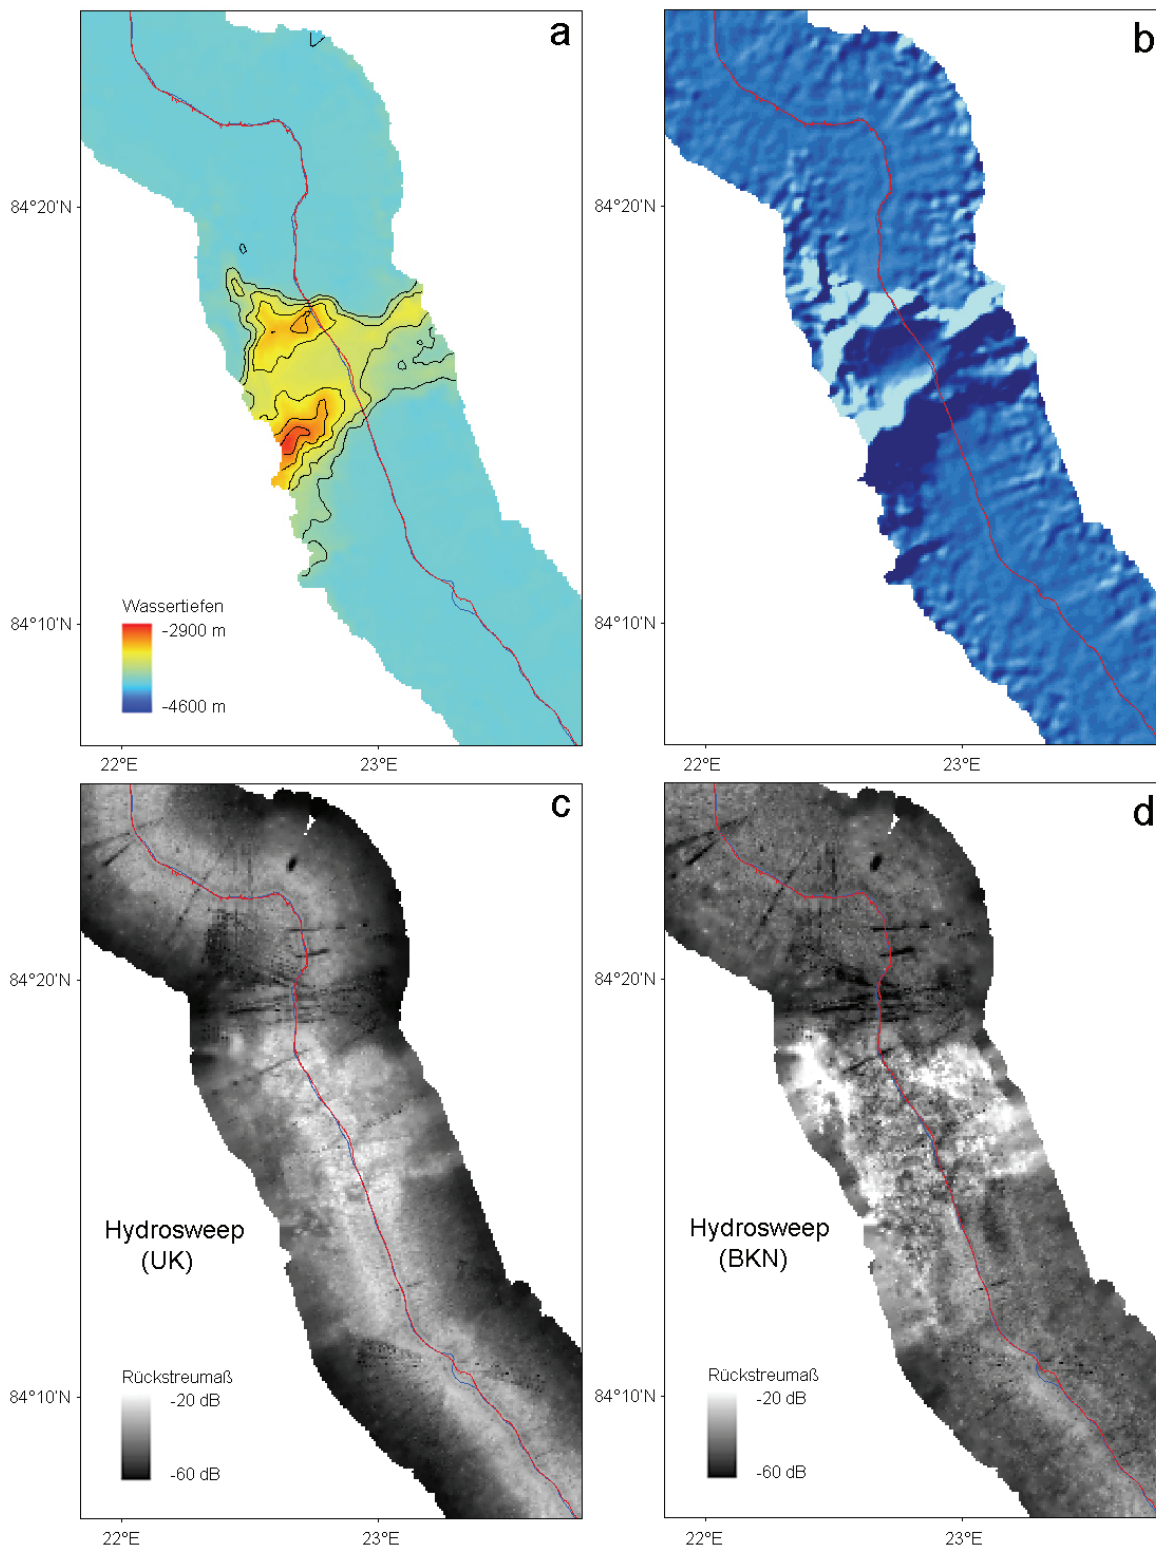 a
b
84°20'N
84°20'N
Wassertiefen
-2900 m
-4600 m
84°10'N
84°10'N
22°E
23°E
22°E
23°E
c
d
84°20'N
84°20'N
Hydrosweep
(UK)
Hydrosweep
(BKN)
Rückstreumaß
-20 dB
-60 dB
Rückstreumaß
-20 dB
-60 dB
84°10'N
84°10'N
22°E
23°E
22°E
23°E